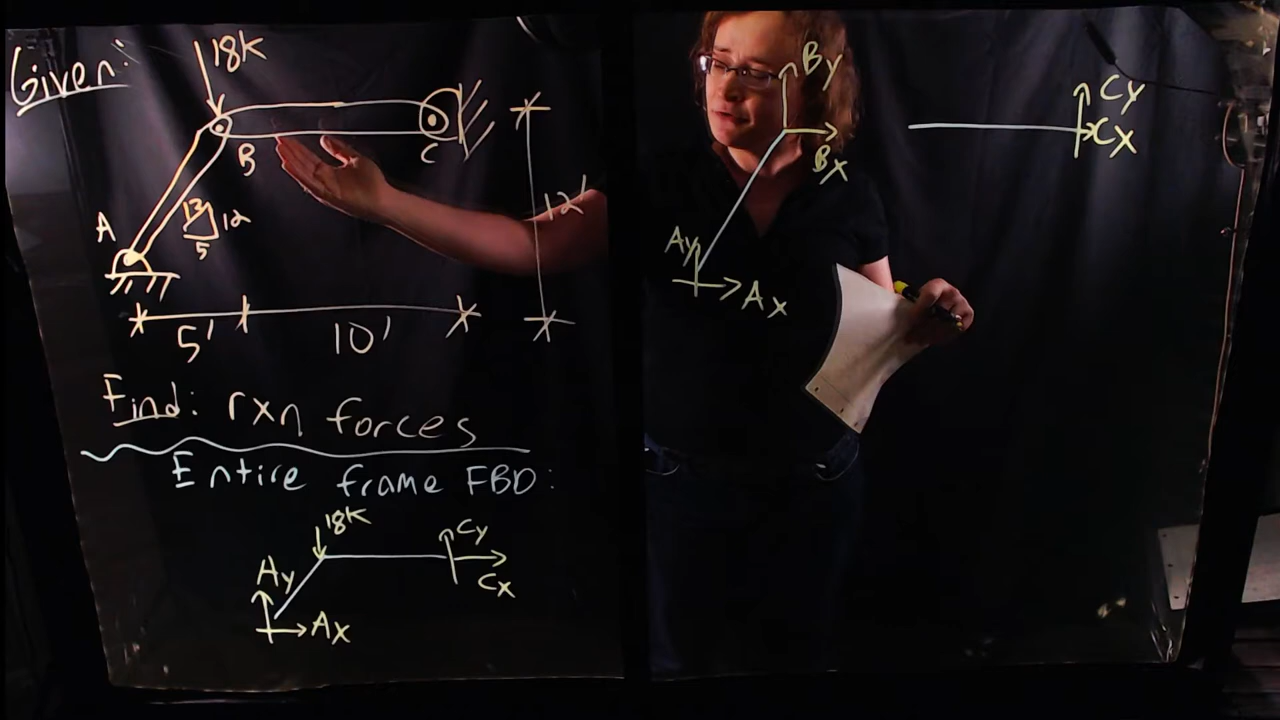 Given:
18K
B
C
A
13
12
5
12'
5'
10'
Find: rxn forces
Entire frame FBD:
18K
Cy
Cx
Ay
Ax
By
Bx
Ay
Ax
Cy
Cx